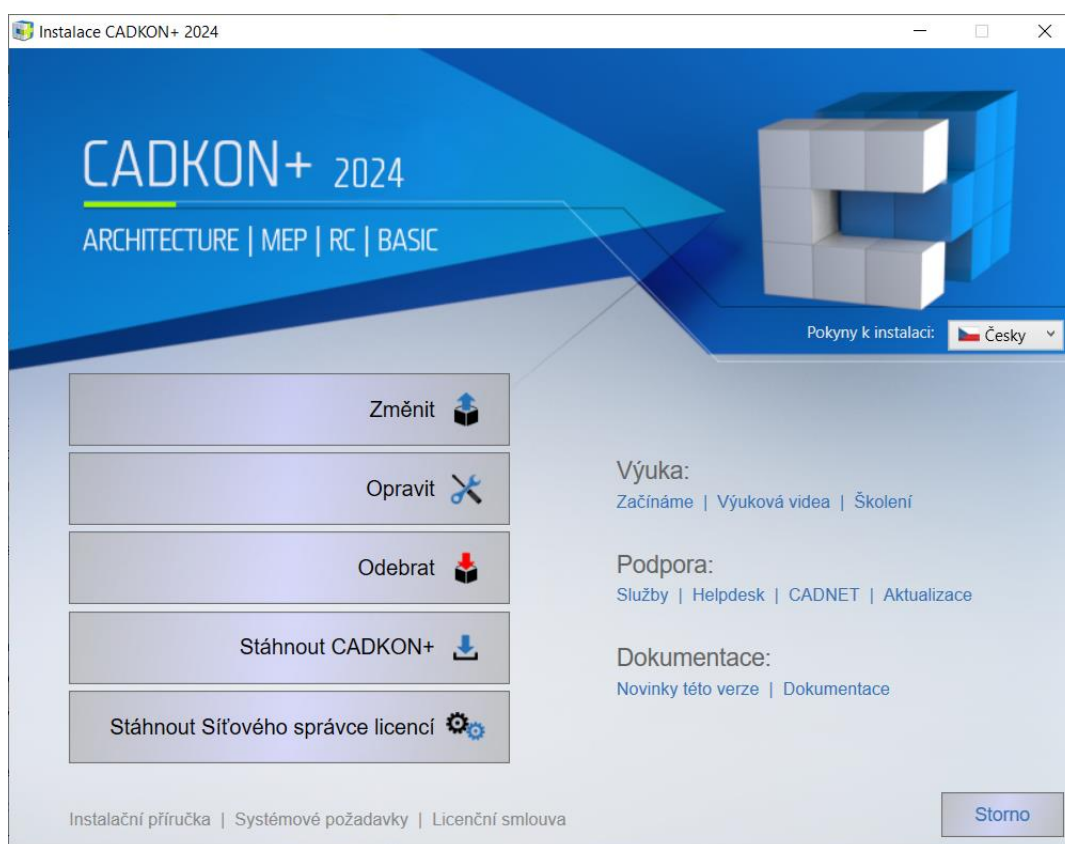 Instalace CADKON+ 2024
CADKON+ 2024
ARCHITECTURE | MEP | RC | BASIC
Pokyny k instalaci: Česky
Změnit
Opravit
Odebrat
Stáhnout CADKON+
Stáhnout Síťového správce licencí
Výuka:
Začínáme | Výuková videa | Školení
Podpora:
Služby | Helpdesk | CADNET | Aktualizace
Dokumentace:
Novinky této verze | Dokumentace
Instalační příručka | Systémové požadavky | Licenční smlouva
Storno